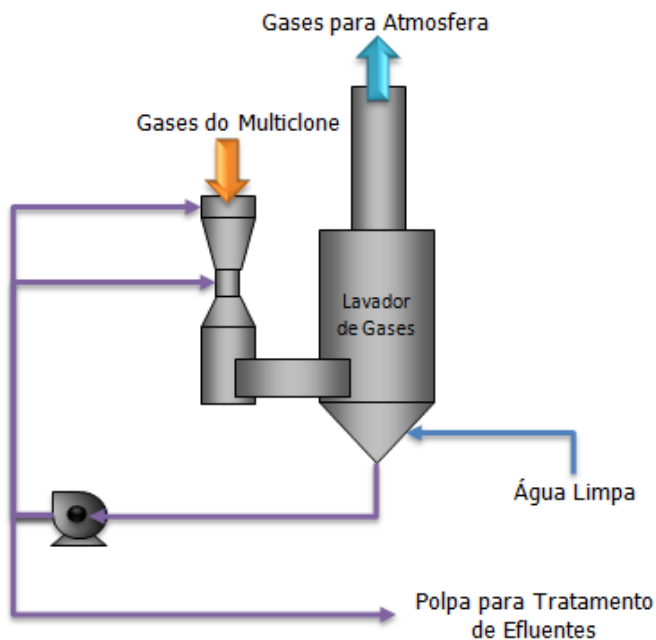 Gases para Atmosfera
Gases do Multiclone
Lavador
de Gases
Água Limpa
Polpa para Tratamento
de Efluentes